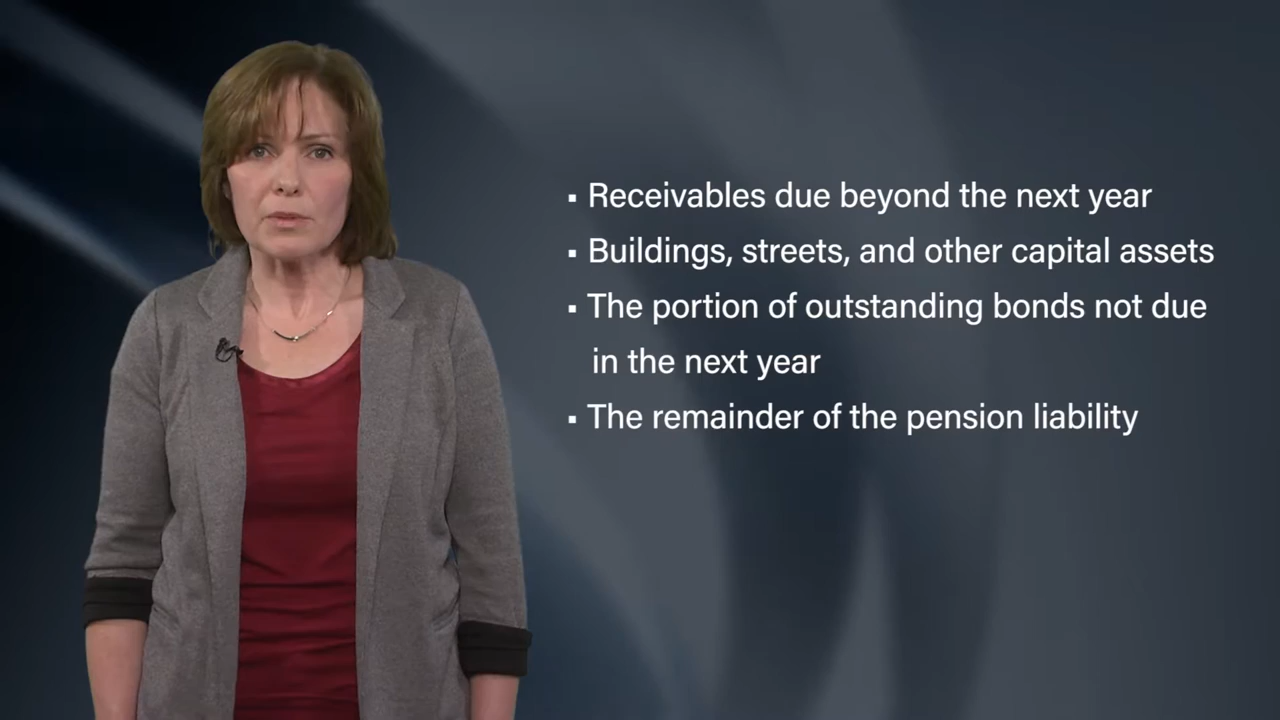 ▪ Receivables due beyond the next year
▪ Buildings, streets, and other capital assets
▪ The portion of outstanding bonds not due
in the next year
▪ The remainder of the pension liability